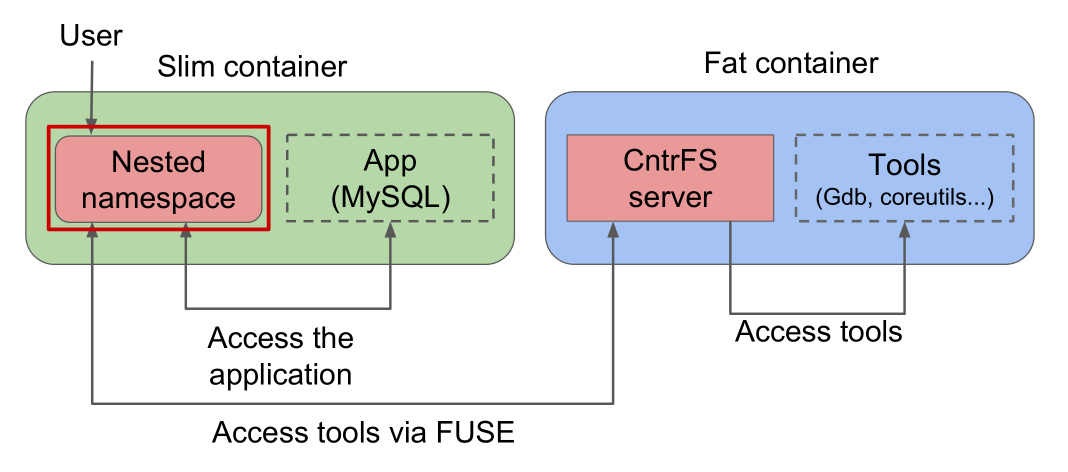 User
Slim container
Fat container
Nested
namespace
App
(MySQL)
CntrFS
server
Tools
(Gdb, coreutils...)
Access the
application
Access tools
Access tools via FUSE